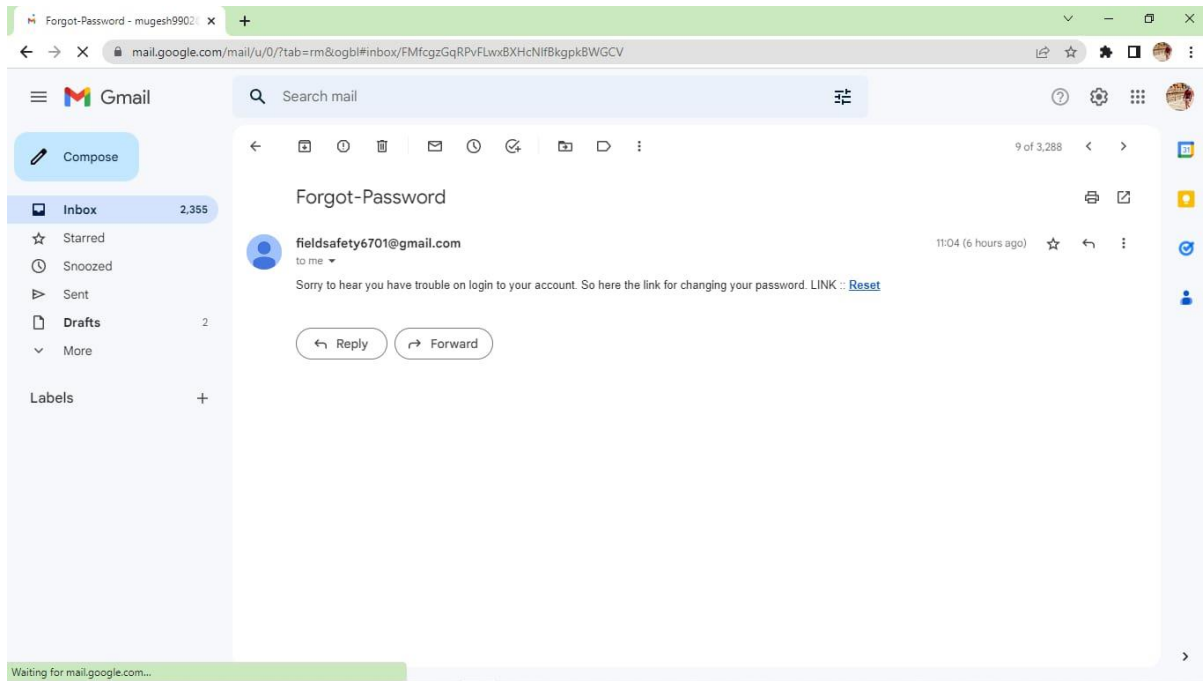 Forgot-Password - mugesh9902
mail.google.com/mail/u/0/?tab=rm&ogbl#inbox/FMfcgzGqRPvFLwxBXHcNlfBkgpkBWGCV
Gmail
Search mail
Compose
9 of 3,288
Inbox 2,355
Starred
Snoozed
Sent
Drafts 2
More
Labels
Forgot-Password
fieldsafety6701@gmail.com
11:04 (6 hours ago)
to me
Sorry to hear you have trouble on login to your account. So here the link for changing your password. LINK :: Reset
Reply
Forward
31
Waiting for mail.google.com...